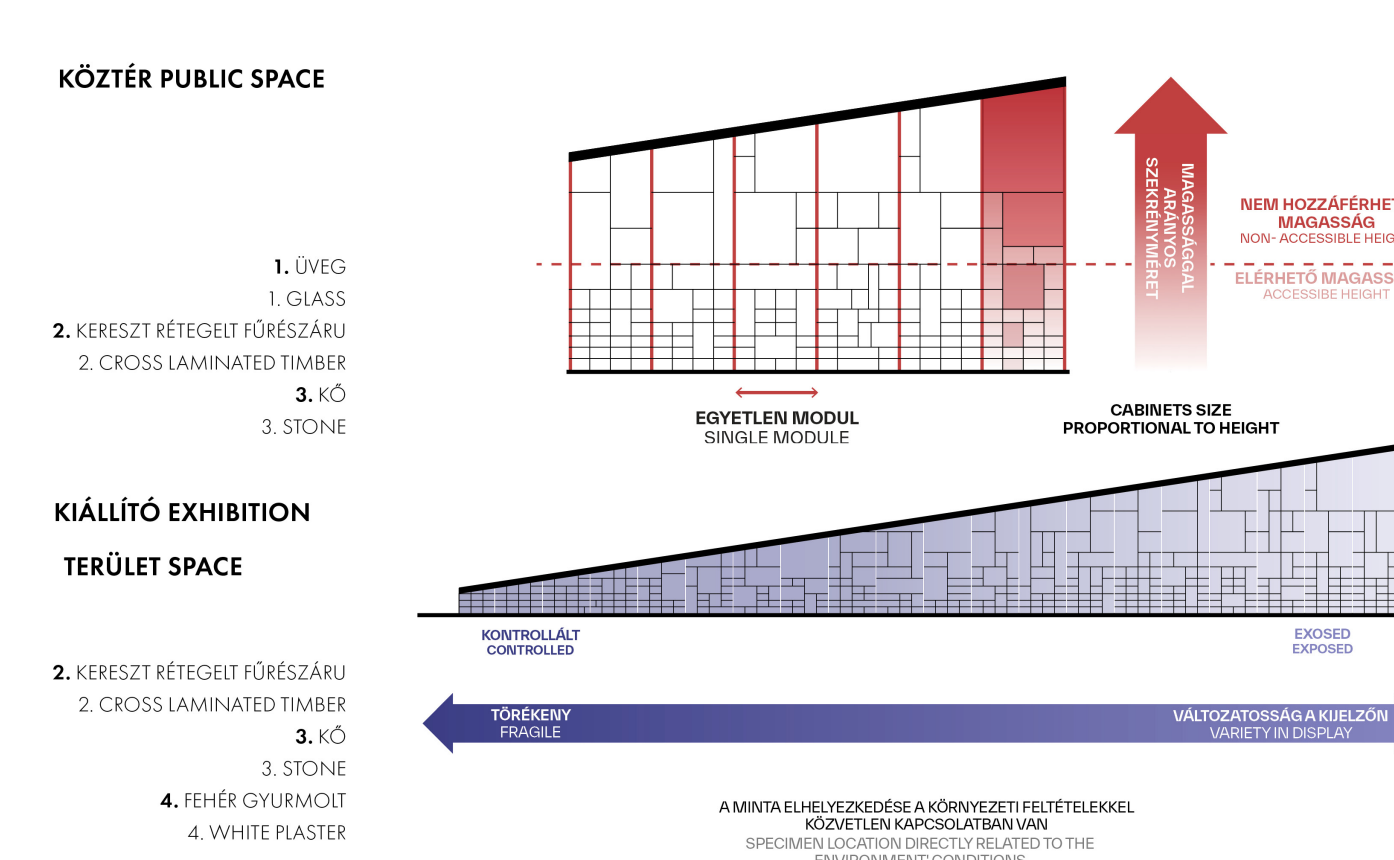 KÖZTÉR PUBLIC SPACE
1. ÜVEG
1. GLASS
2. KERESZT RÉTEGELT FŰRÉSZÁRU
2. CROSS LAMINATED TIMBER
3. KŐ
3. STONE
MAGASSÁGGAL
ARÁNYOS
SZEKRÉNYMÉRET
NEM HOZZÁFÉRHET
MAGASSÁG
NON- ACCESSIBLE HEIG
ELÉRHETŐ MAGASS
ACCESSIBE HEIGHT
EGYETLEN MODUL
SINGLE MODULE
CABINETS SIZE
PROPORTIONAL TO HEIGHT
KIÁLLÍTÓ EXHIBITION
TERÜLET SPACE
KONTROLLÁLT
CONTROLLED
EXOSED
EXPOSED
2. KERESZT RÉTEGELT FŰRÉSZÁRU
2. CROSS LAMINATED TIMBER
3. KŐ
3. STONE
4. FEHÉR GYURMOLT
4. WHITE PLASTER
TÖRÉKENY
FRAGILE
VÁLTOZATOSSÁG A KIJELZŐN
VARIETY IN DISPLAY
A MINTA ELHELYEZKEDÉSE A KÖRNYEZETI FELTÉTELEKKEL
KÖZVETLEN KAPCSOLATBAN VAN
SPECIMEN LOCATION DIRECTLY RELATED TO THE
ENVIRONMENT' CONDITIONS